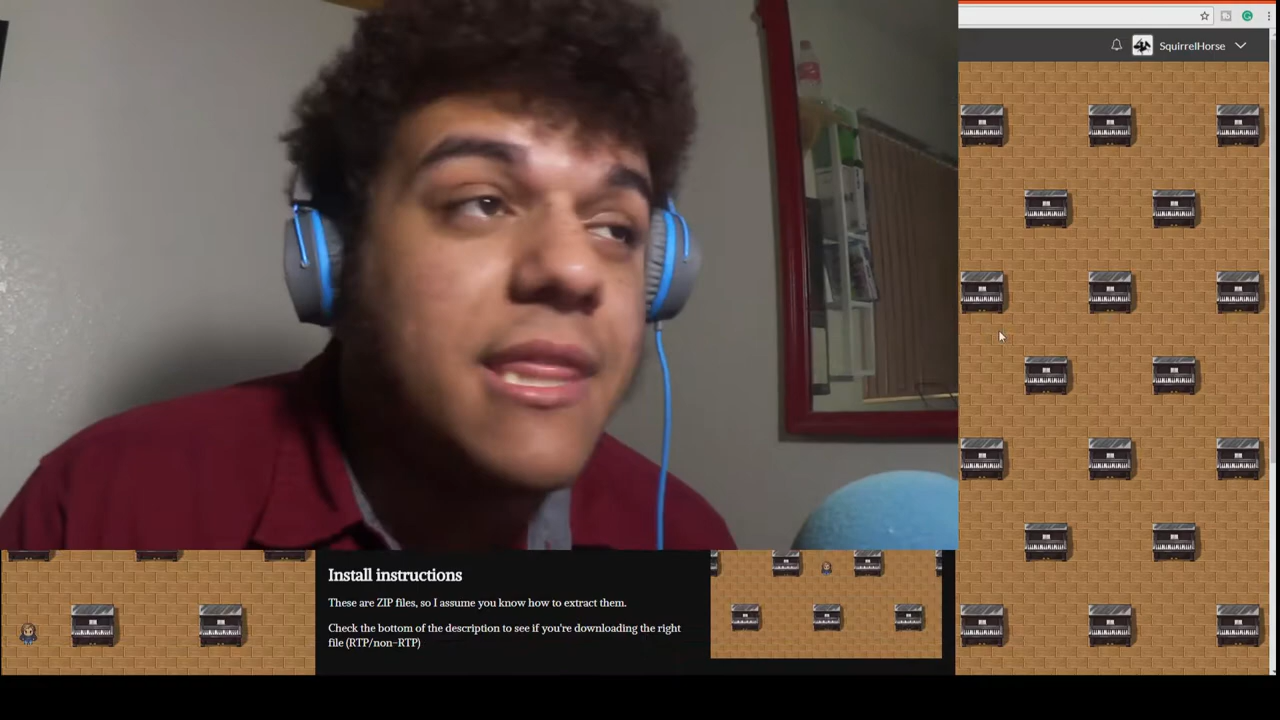 SquirrelHorse
Install instructions
These are ZIP files, so I assume you know how to extract them.
Check the bottom of the description to see if you're downloading the right
file (RTP/non-RTP)